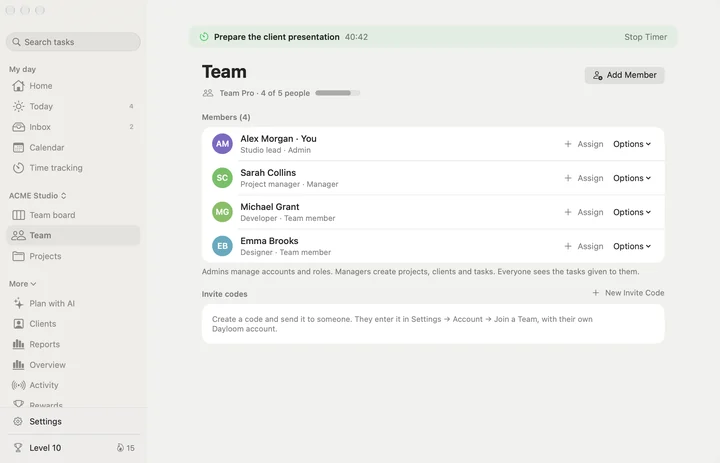 Search tasks
My day
Home
Today 4
Inbox 2
Calendar
Time tracking
ACME Studio
Team board
Team
Projects
More
Plan with AI
Clients
Reports
Overview
Activity
Rewards
Settings
Level 10 15
Prepare the client presentation 40:42 Stop Timer
Team
Add Member
Team Pro · 4 of 5 people
Members (4)
AM Alex Morgan · You
Studio lead · Admin
+ Assign Options
SC Sarah Collins
Project manager · Manager
+ Assign Options
MG Michael Grant
Developer · Team member
+ Assign Options
EB Emma Brooks
Designer · Team member
+ Assign Options
Admins manage accounts and roles. Managers create projects, clients and tasks. Everyone sees the tasks given to them.
Invite codes + New Invite Code
Create a code and send it to someone. They enter it in Settings → Account → Join a Team, with their own
Dayloom account.